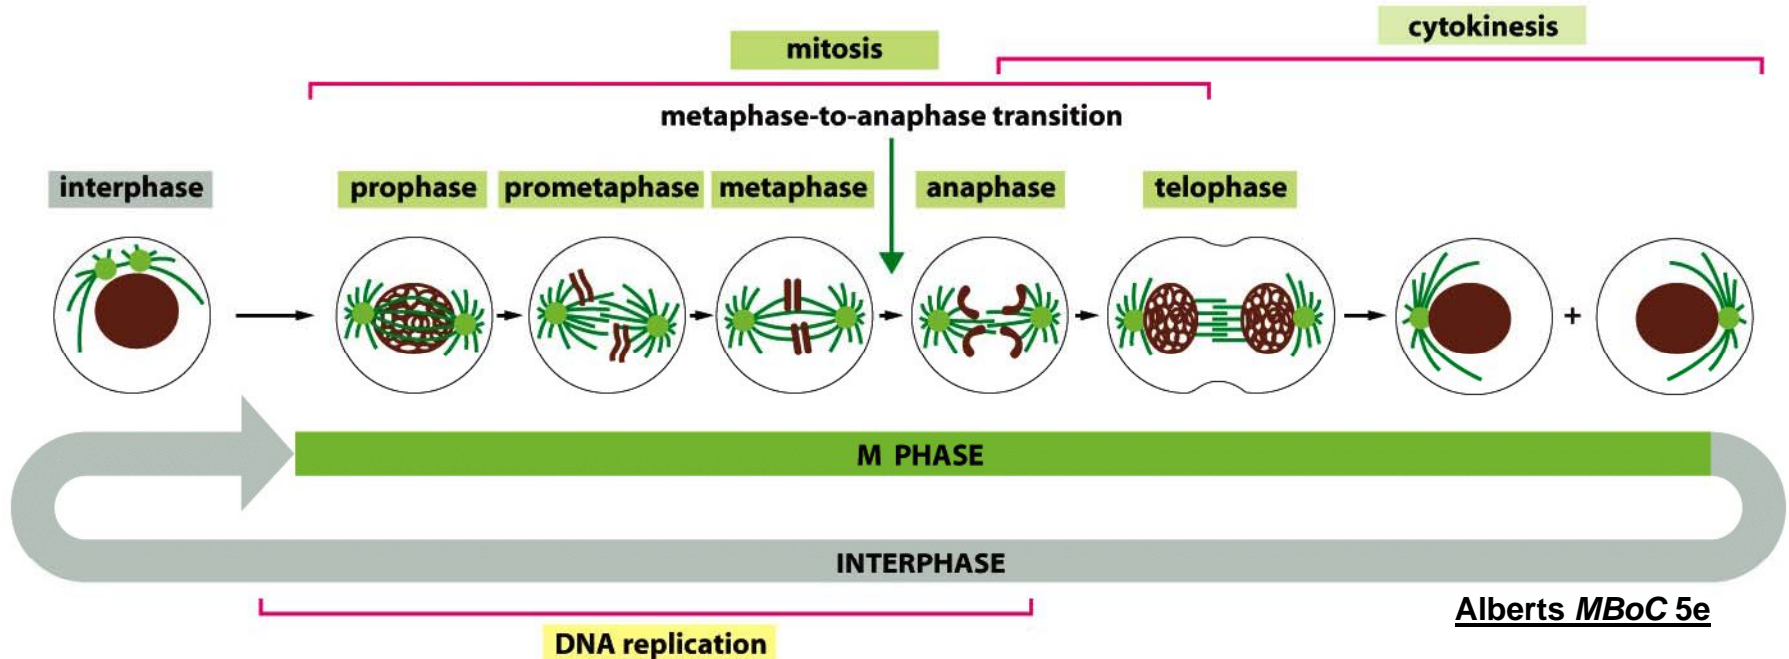 cytokinesis
mitosis
metaphase-to-anaphase transition
interphase
prophase
prometaphase
metaphase
anaphase
telophase
+
M PHASE
INTERPHASE
Alberts MBoC 5e
DNA replication